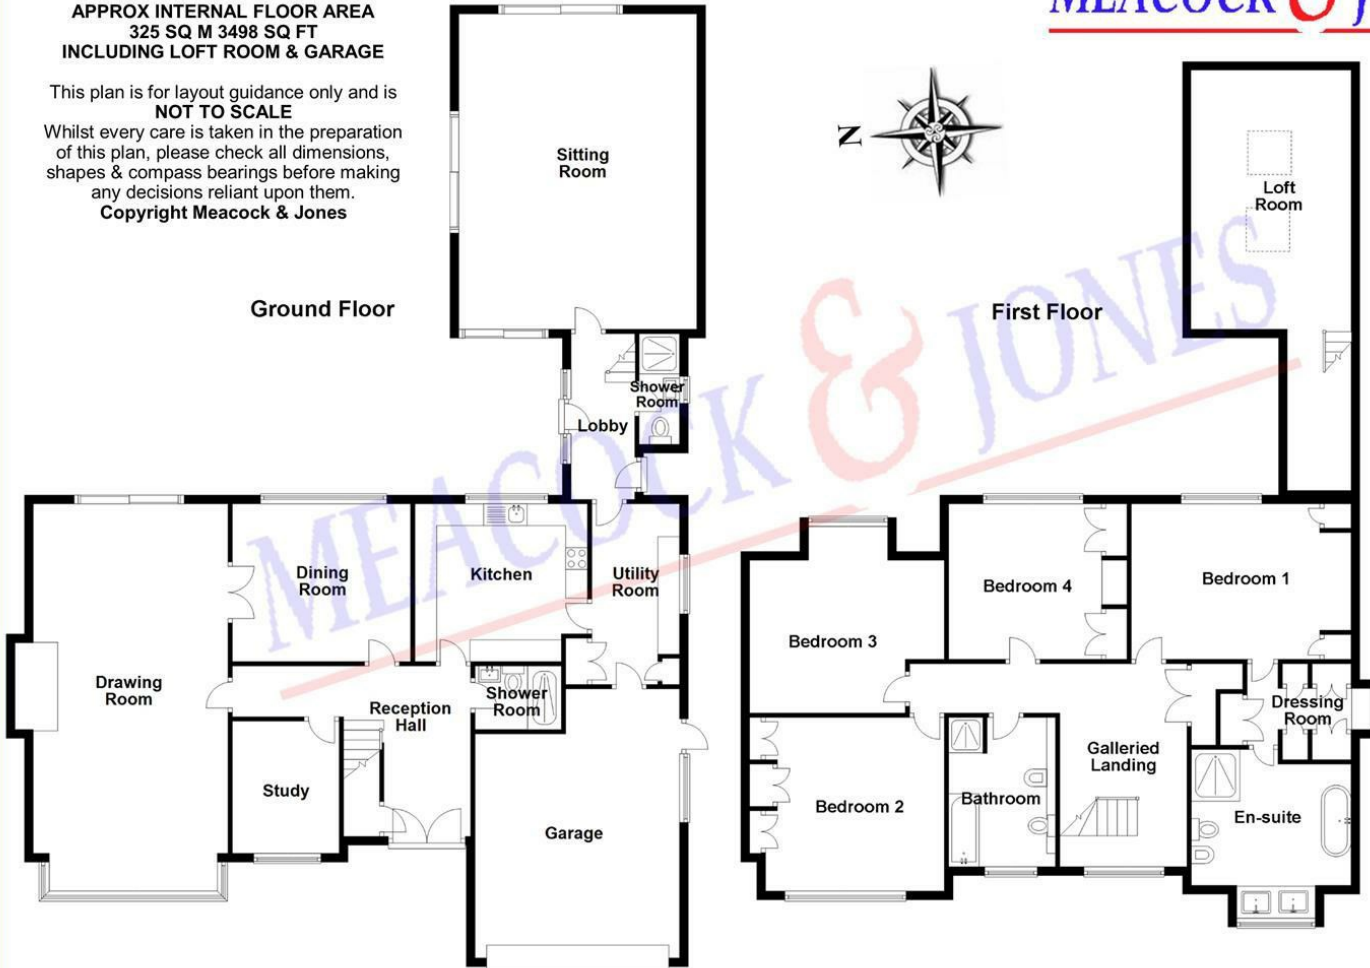 APPROX INTERNAL FLOOR AREA
325 SQ M 3498 SQ FT
INCLUDING LOFT ROOM & GARAGE
This plan is for layout guidance only and is
NOT TO SCALE
Whilst every care is taken in the preparation
of this plan, please check all dimensions,
shapes & compass bearings before making
any decisions reliant upon them.
Copyright Meacock & Jones
MEACOCK & J
N
Ground Floor
Sitting
Room
Shower
Room
Lobby
Dining
Room
Kitchen
Utility
Room
Drawing
Room
Reception
Hall
Shower
Room
Study
Garage
First Floor
Loft
Room
Bedroom 4
Bedroom 1
Bedroom 3
Dressing
Room
Galleried
Landing
Bedroom 2
Bathroom
En-suite
MEACOCK & JONES